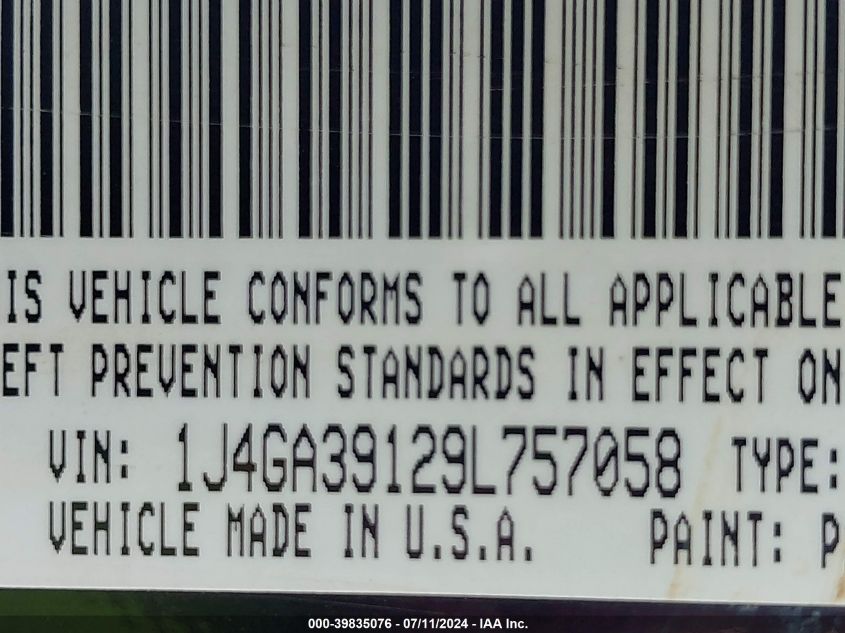 IS VEHICLE CONFORMS TO ALL APPLICABLE
EFT PREVENTION STANDARDS IN EFFECT ON
VIN: 1J4GA39129L757058 TYPE:
VEHICLE MADE IN U.S.A. PAINT: P
000-39835076 - 07/11/2024 - IAA Inc.